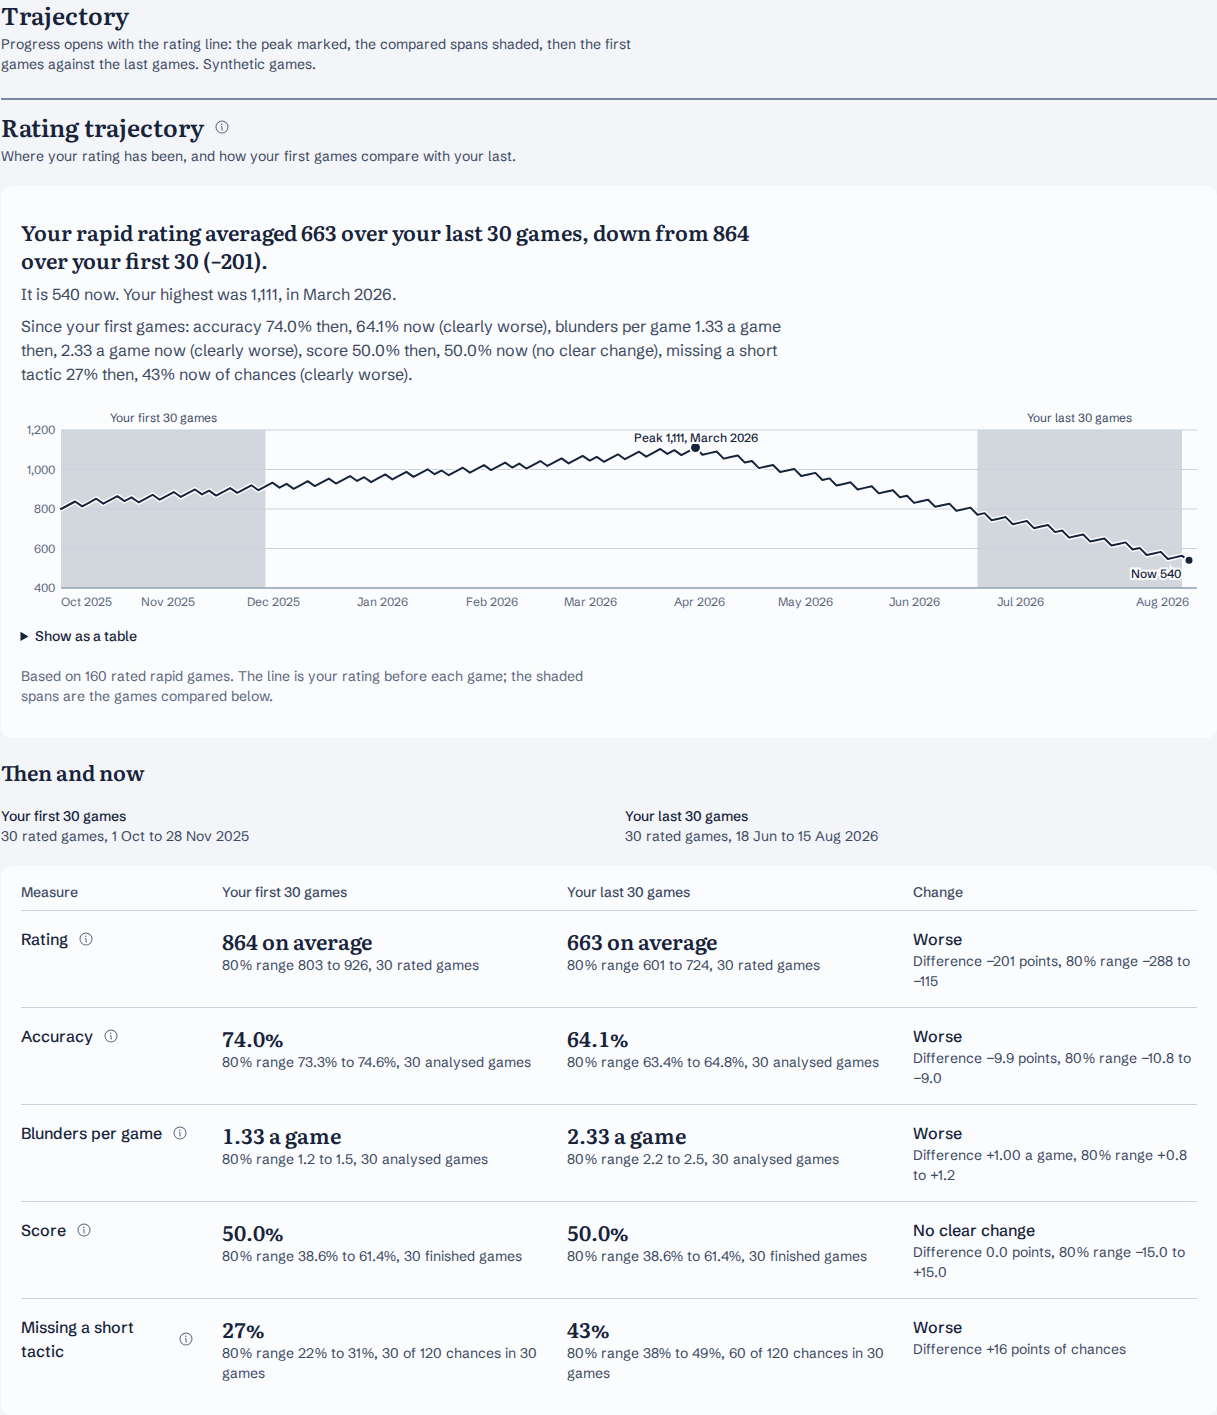 Trajectory
Progress opens with the rating line: the peak marked, the compared spans shaded, then the first
games against the last games. Synthetic games.
Rating trajectory
Where your rating has been, and how your first games compare with your last.
Your rapid rating averaged 663 over your last 30 games, down from 864
over your first 30 (−201).
It is 540 now. Your highest was 1,111, in March 2026.
Since your first games: accuracy 74.0% then, 64.1% now (clearly worse), blunders per game 1.33 a game
then, 2.33 a game now (clearly worse), score 50.0% then, 50.0% now (no clear change), missing a short
tactic 27% then, 43% now of chances (clearly worse).
Your first 30 games
Your last 30 games
1,200
Peak 1,111, March 2026
1,000
800
600
Now 540
400
Oct 2025 Nov 2025 Dec 2025 Jan 2026 Feb 2026 Mar 2026 Apr 2026 May 2026 Jun 2026 Jul 2026 Aug 2026
Show as a table
Based on 160 rated rapid games. The line is your rating before each game; the shaded
spans are the games compared below.
Then and now
Your first 30 games
30 rated games, 1 Oct to 28 Nov 2025
Your last 30 games
30 rated games, 18 Jun to 15 Aug 2026
Measure Your first 30 games Your last 30 games Change
Rating
864 on average
80% range 803 to 926, 30 rated games
663 on average
80% range 601 to 724, 30 rated games
Worse
Difference −201 points, 80% range −288 to
−115
Accuracy
74.0%
80% range 73.3% to 74.6%, 30 analysed games
64.1%
80% range 63.4% to 64.8%, 30 analysed games
Worse
Difference −9.9 points, 80% range −10.8 to
−9.0
Blunders per game
1.33 a game
80% range 1.2 to 1.5, 30 analysed games
2.33 a game
80% range 2.2 to 2.5, 30 analysed games
Worse
Difference +1.00 a game, 80% range +0.8
to +1.2
Score
50.0%
80% range 38.6% to 61.4%, 30 finished games
50.0%
80% range 38.6% to 61.4%, 30 finished games
No clear change
Difference 0.0 points, 80% range −15.0 to
+15.0
Missing a short
tactic
27%
80% range 22% to 31%, 30 of 120 chances in 30
games
43%
80% range 38% to 49%, 60 of 120 chances in 30
games
Worse
Difference +16 points of chances